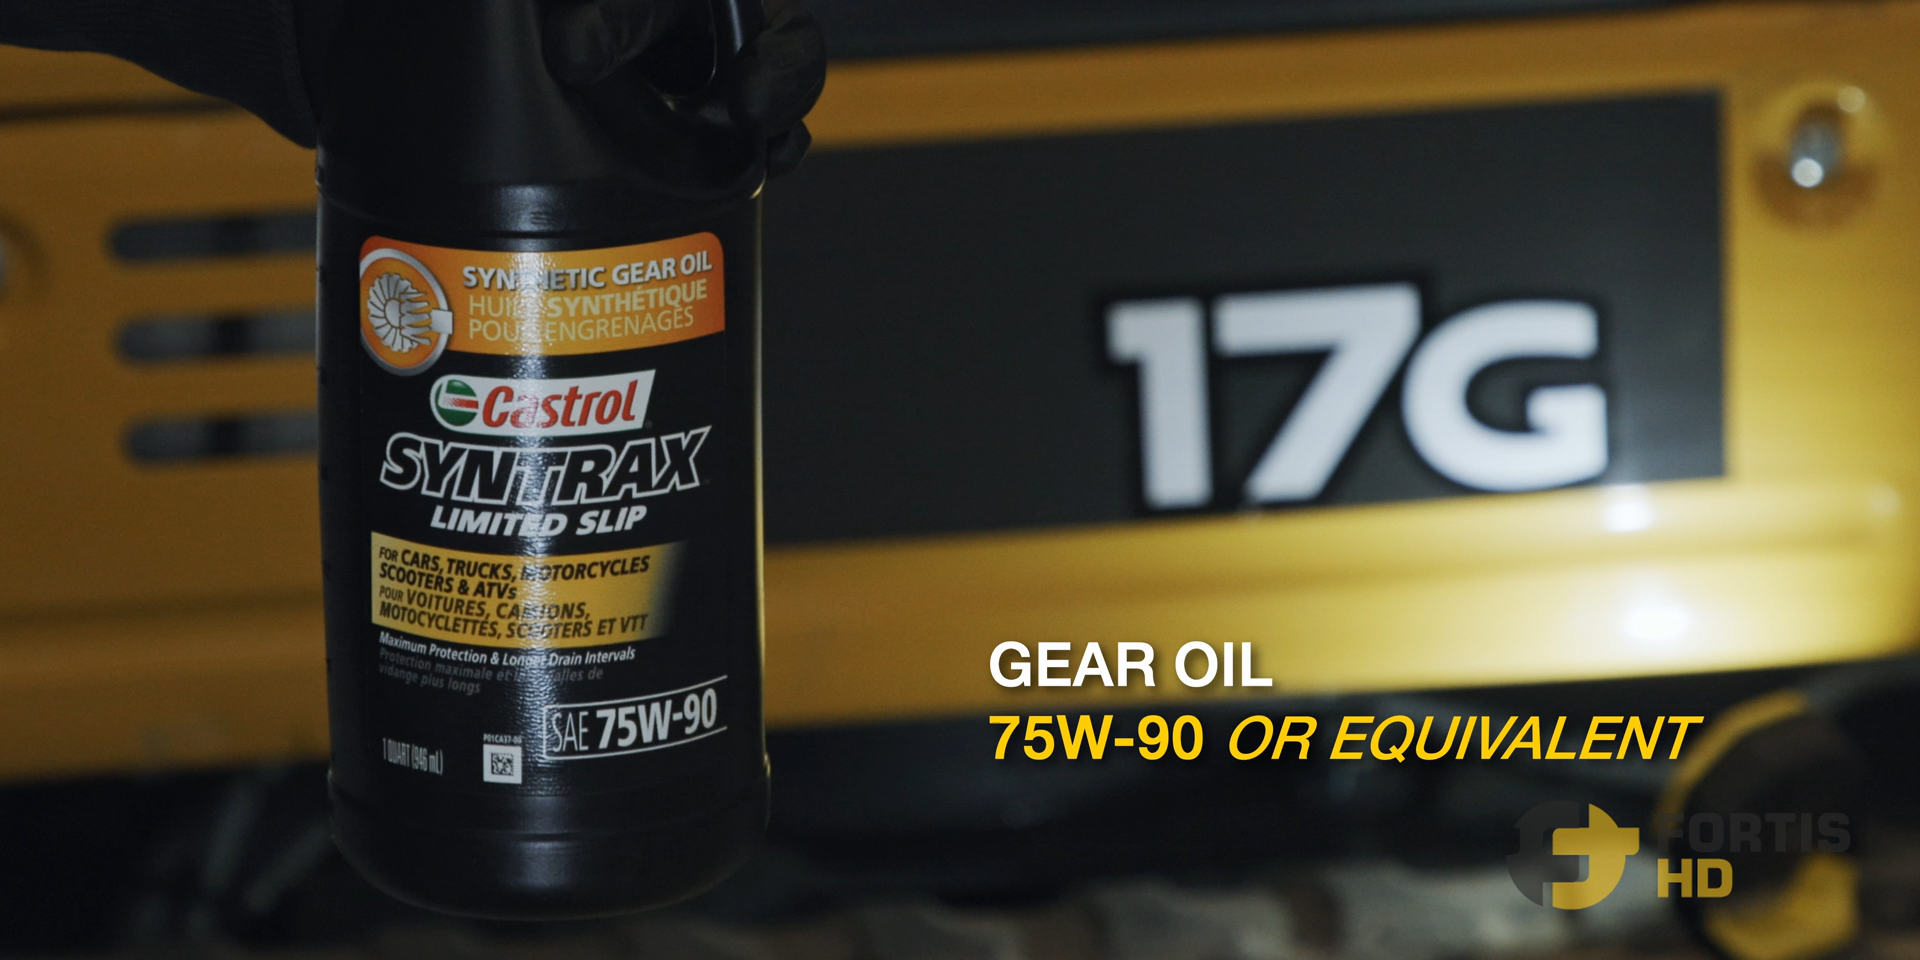 SYNTHETIC GEAR OIL
HUILE SYNTHÉTIQUE
POUR ENGRENAGES
Castrol
SYNTRAX
LIMITED SLIP
FOR CARS, TRUCKS, MOTORCYCLES
SCOOTERS & ATVs
POUR VOITURES, CAMIONS,
MOTOCYCLETTES, SCOOTERS ET VTT
Maximum Protection & Longer Drain Intervals
Protection maximale et intervalles de
vidange plus longs
SAE 75W-90
1 QUART (946 mL)
17G
GEAR OIL
75W-90 OR EQUIVALENT
FORTIS
HD